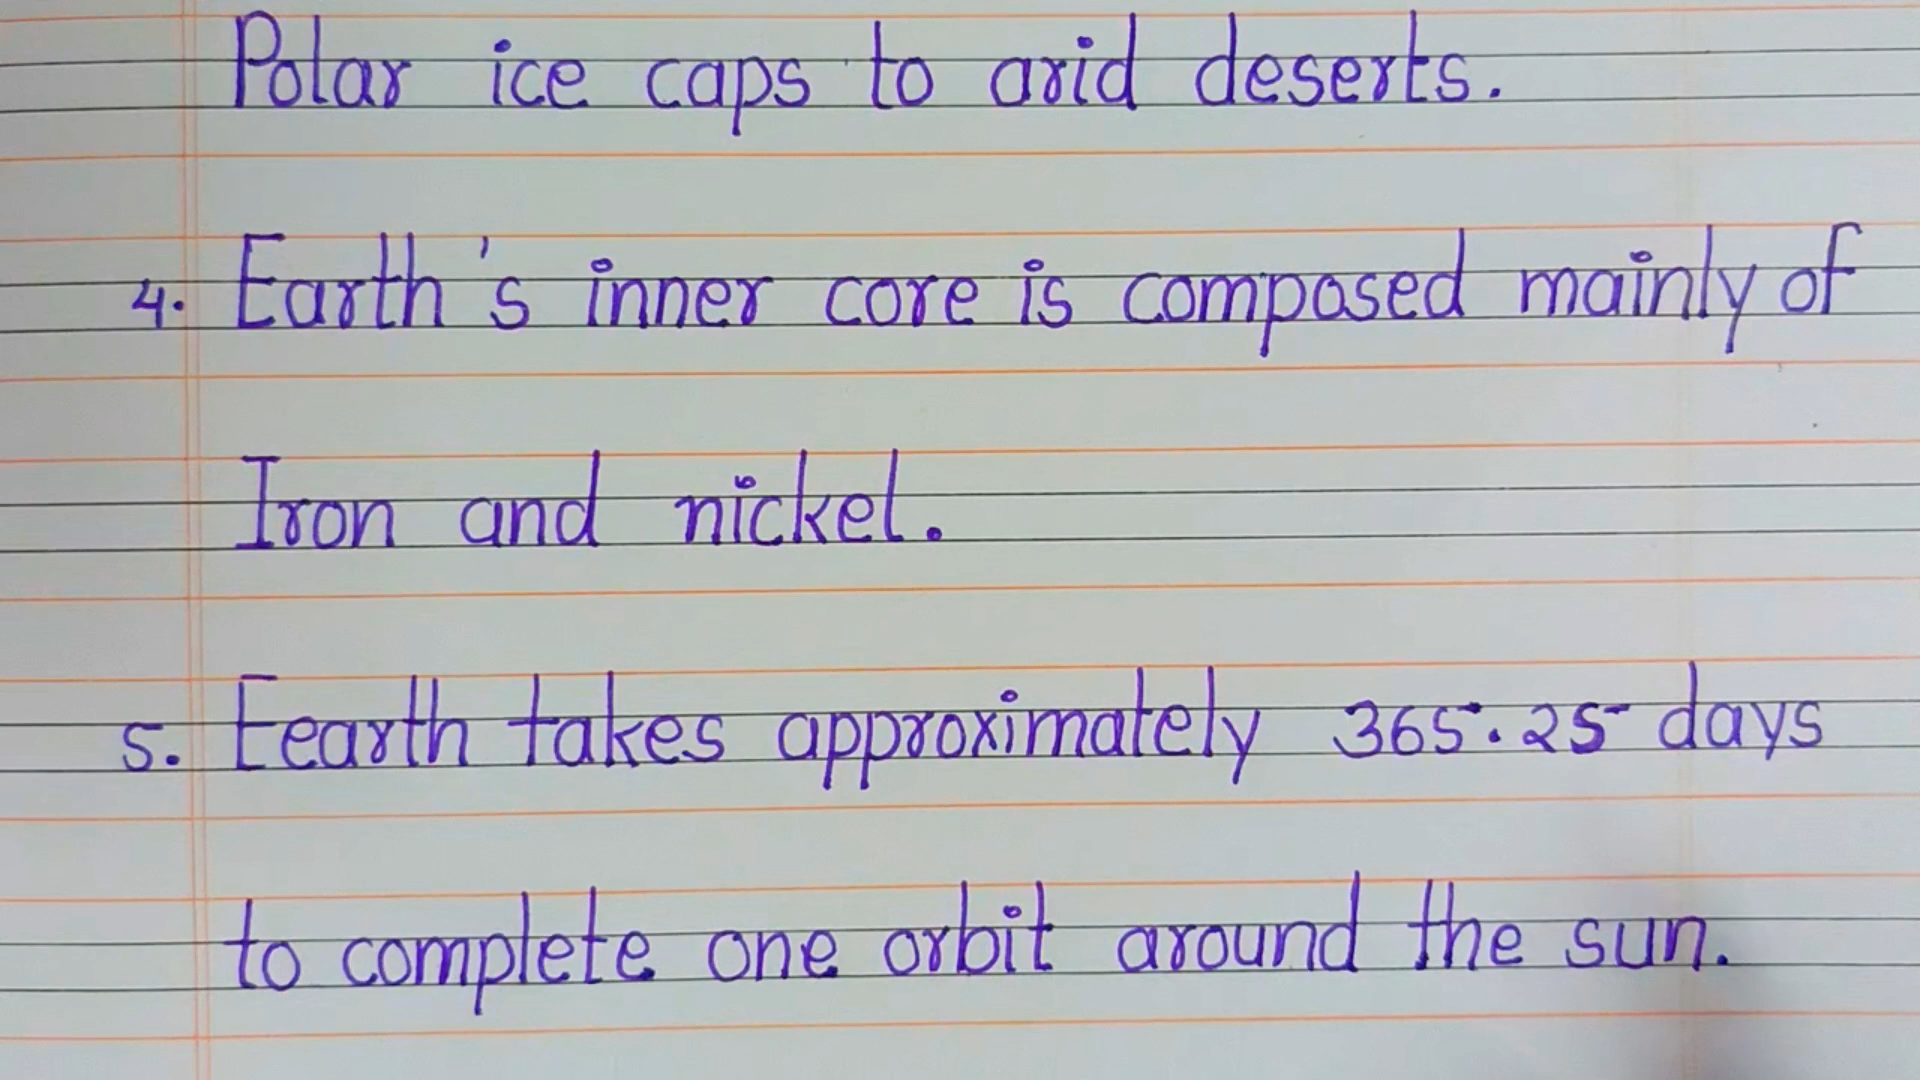 Polar ice caps to arid deserts.
4. Earth's inner core is composed mainly of
Iron and nickel.
5. Eearth takes approximately 365.25 days
to complete one orbit around the sun.